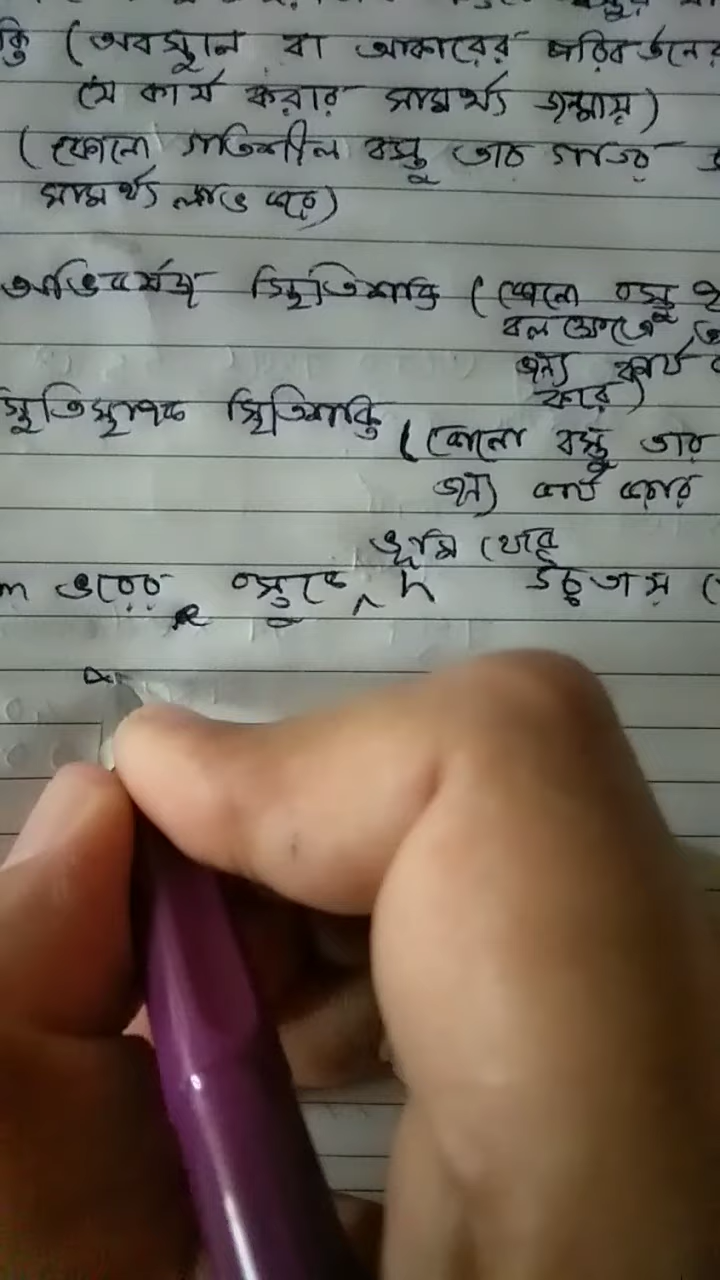 (অবস্থান বা আকারের পরিবর্তনের
যে কার্য করার সামর্থ্য জন্মায়)
(কোনো গতিশীল বস্তু তার গতির
সামর্থ্য লাভ করে)
অভিকর্ষজ স্থিতিশক্তি (কোনো বস্তু
বল ক্ষেত্রে
জন্য কার্য
করে)
স্থিতিস্থাপক স্থিতিশক্তি
(কোনো বস্তু তার
জন্য কার্য করার
ভূমি থেকে
m ভরের বস্তুকে ^ h উচ্চতায় (